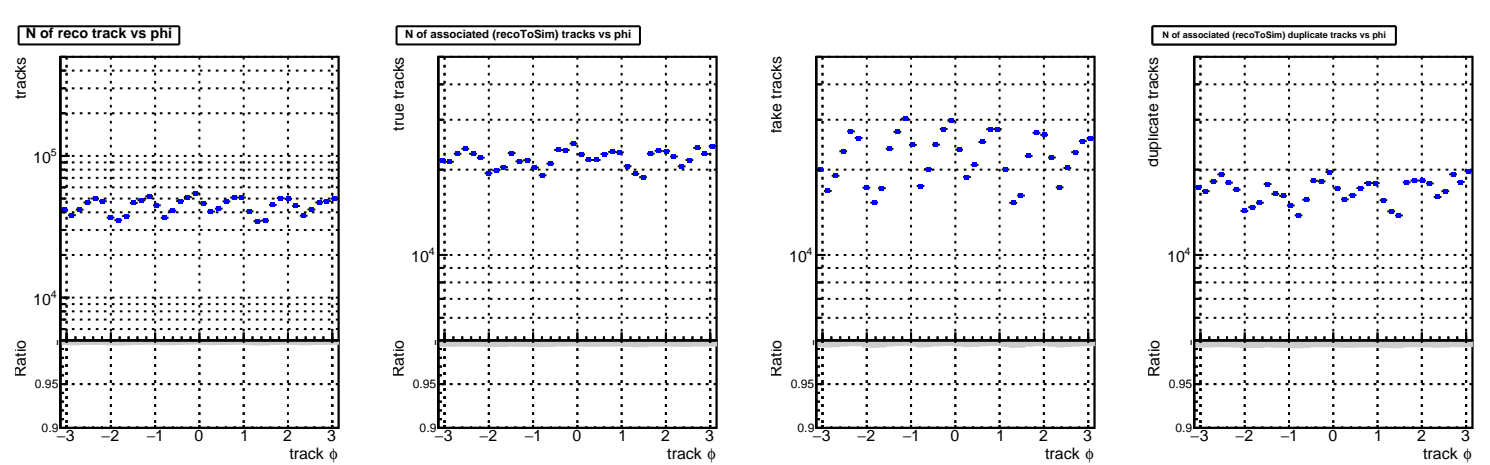 N of reco track vs phi
tracks
10^5
10^4
Ratio
0.95
0.9
−3 −2 −1 0 1 2 3
track ϕ
N of associated (recoToSim) tracks vs phi
true tracks
10^4
Ratio
0.95
0.9
−3 −2 −1 0 1 2 3
track ϕ
fake tracks
10^4
Ratio
0.95
0.9
−3 −2 −1 0 1 2 3
track ϕ
N of associated (recoToSim) duplicate tracks vs phi
duplicate tracks
10^4
Ratio
0.95
0.9
−3 −2 −1 0 1 2 3
track ϕ